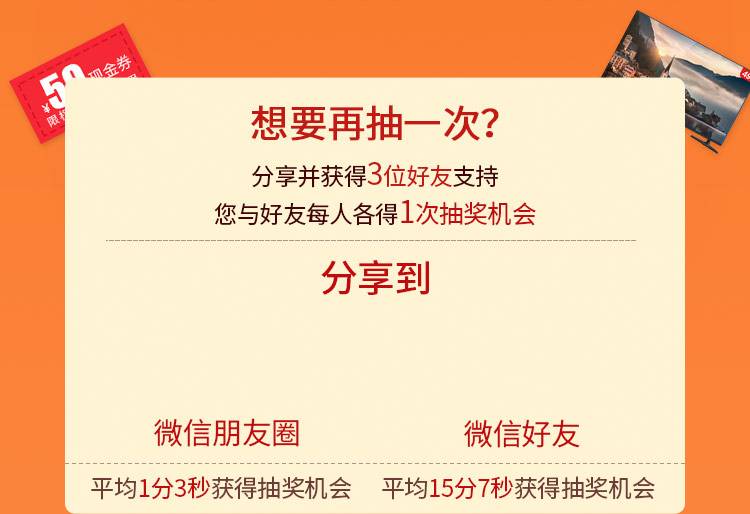 ¥50现金券
想要再抽一次?
分享并获得3位好友支持
您与好友每人各得1次抽奖机会
分享到
微信朋友圈
微信好友
平均1分3秒获得抽奖机会
平均15分7秒获得抽奖机会